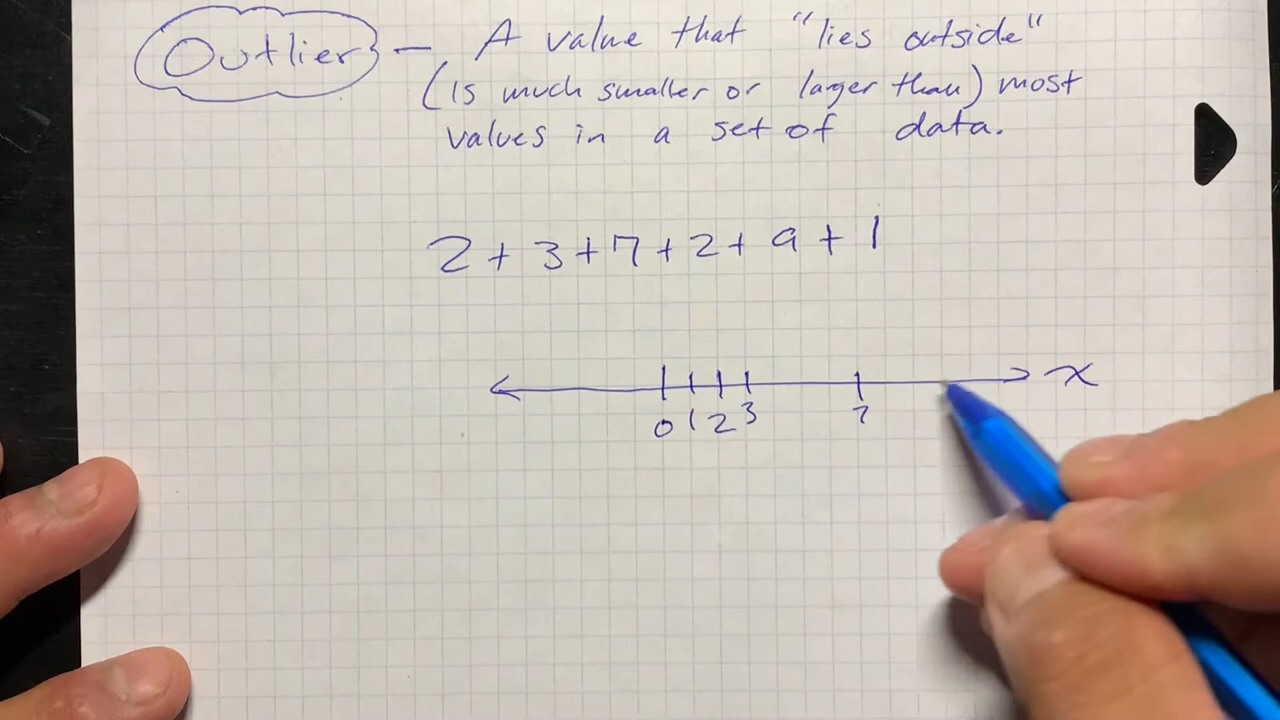 Outlier — A value that "lies outside"
(is much smaller or larger than) most
values in a set of data.
2 + 3 + 7 + 2 + 9 + 1
x
0 1 2 3 7